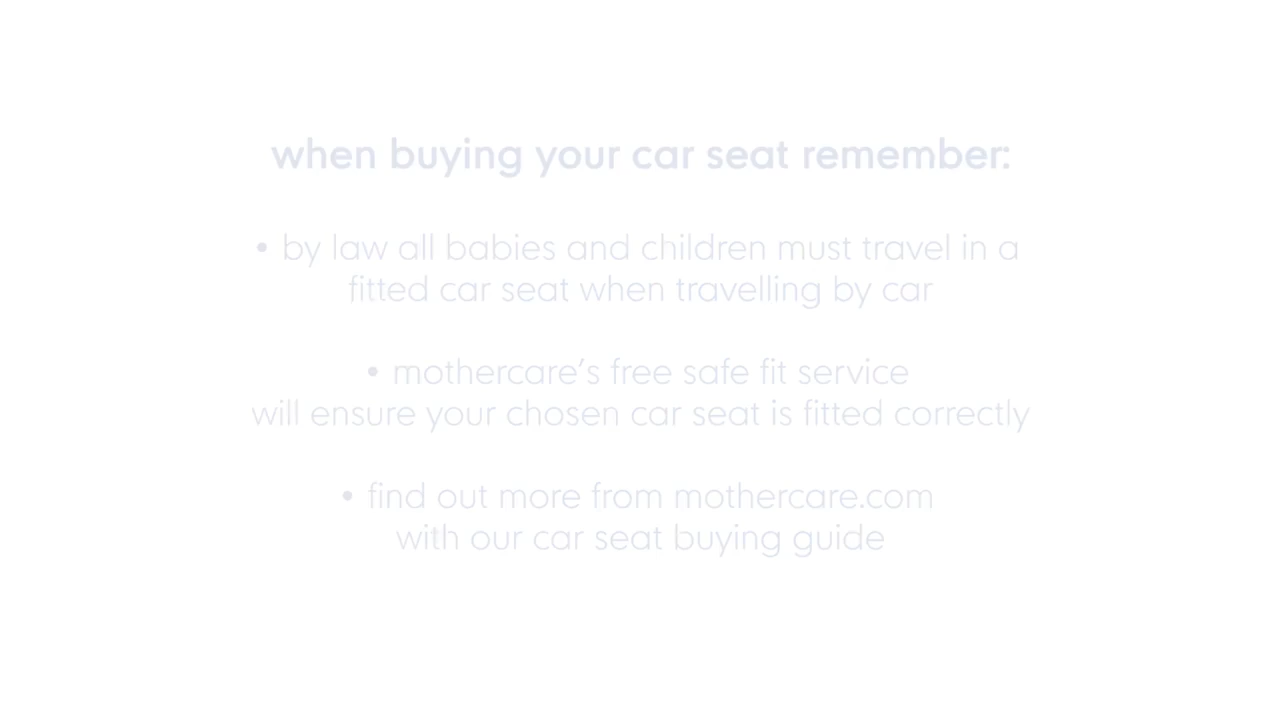 when buying your car seat remember:
• by law all babies and children must travel in a
fitted car seat when travelling by car
• mothercare’s free safe fit service
will ensure your chosen car seat is fitted correctly
• find out more from mothercare.com
with our car seat buying guide